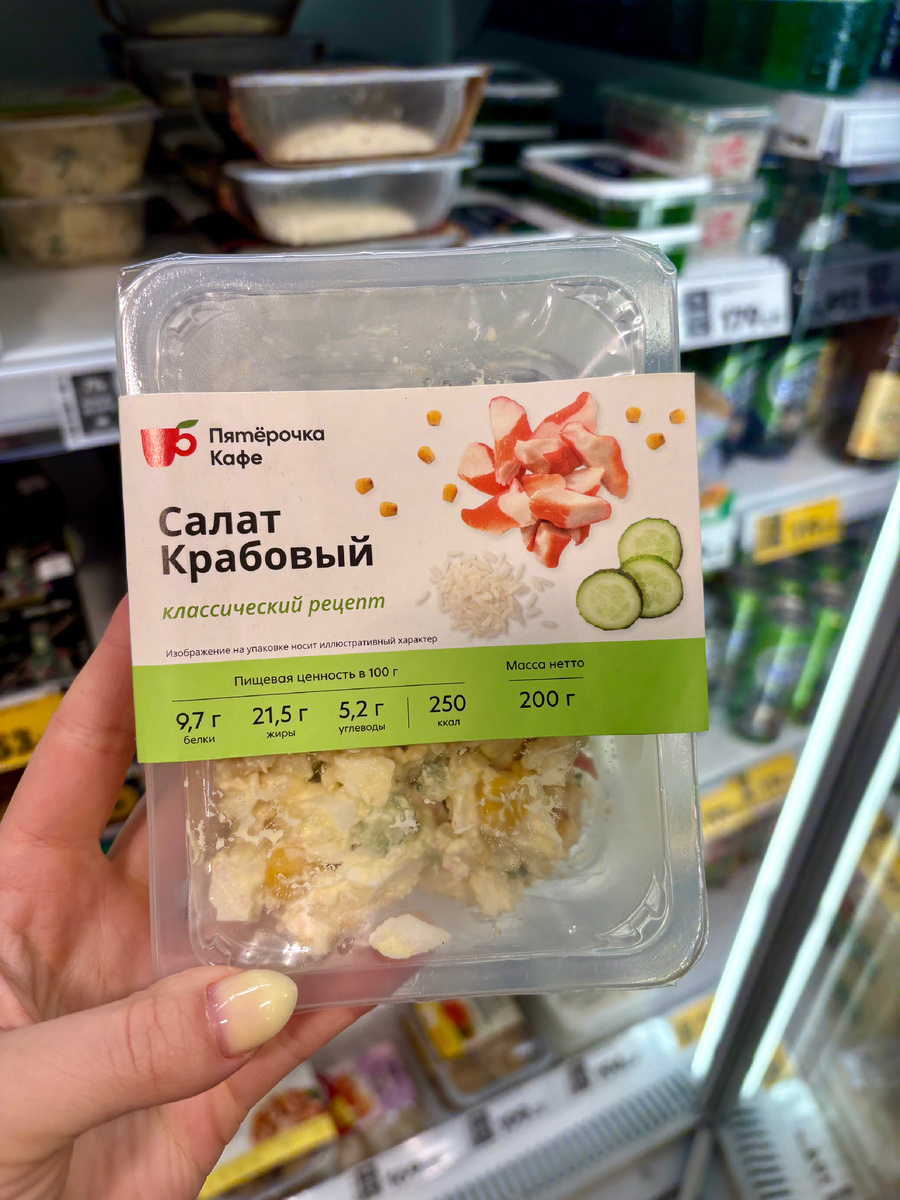 Пятёрочка
Кафе
Салат
Крабовый
классический рецепт
Изображение на упаковке носит иллюстративный характер
Пищевая ценность в 100 г
Масса нетто
9,7 г
белки
21,5 г
жиры
5,2 г
углеводы
250
ккал
200 г
179